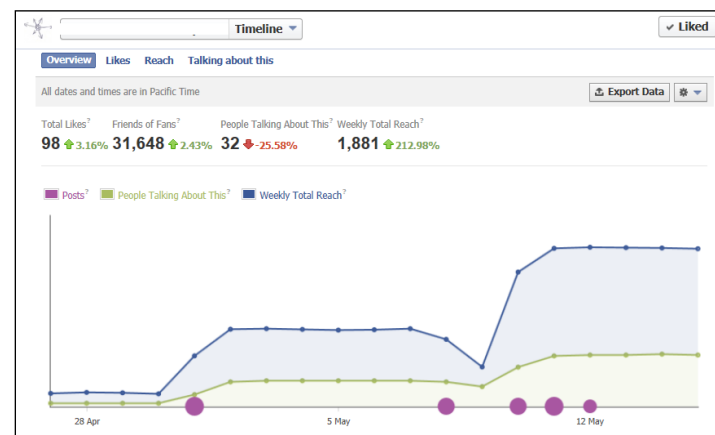 Timeline
Liked
Overview Likes Reach Talking about this
All dates and times are in Pacific Time
Export Data
Total Likes? Friends of Fans? People Talking About This? Weekly Total Reach?
98 3.16% 31,648 2.43% 32 -25.58% 1,881 212.98%
Posts? People Talking About This? Weekly Total Reach?
28 Apr 5 May 12 May